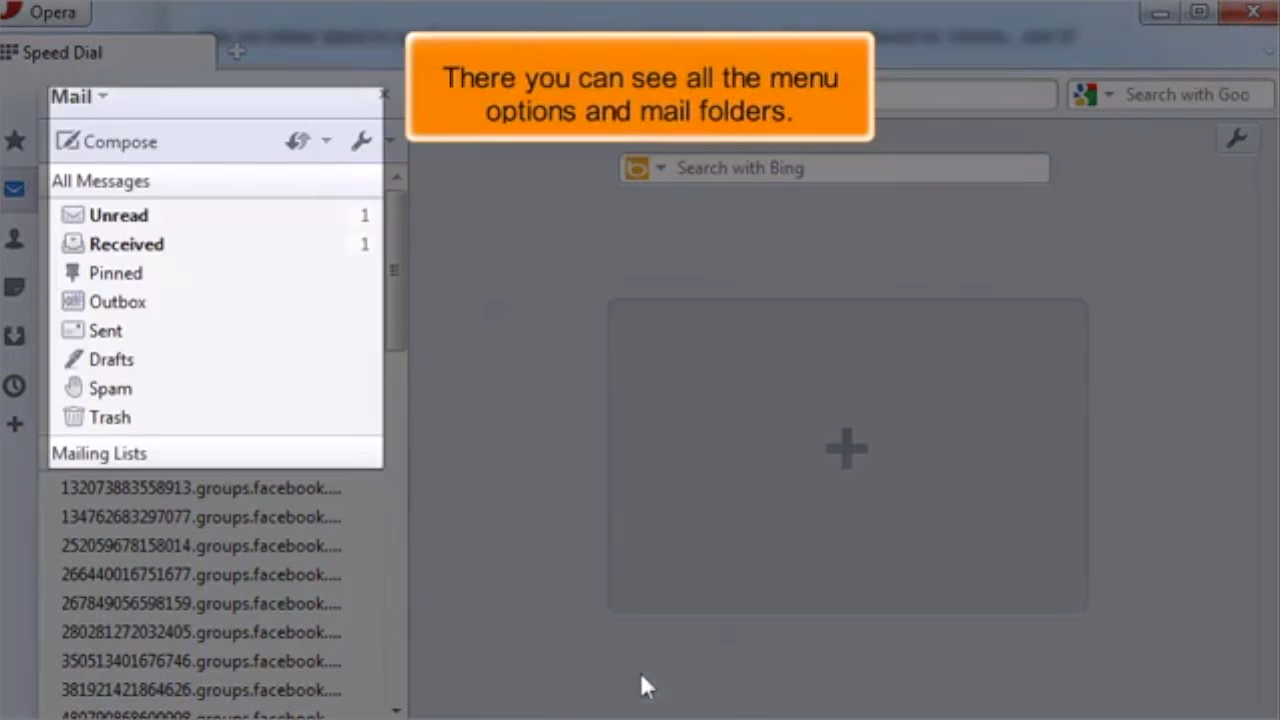 Opera
Speed Dial
There you can see all the menu
options and mail folders.
Mail
Search with Goo
Compose
Search with Bing
All Messages
Unread 1
Received 1
Pinned
Outbox
Sent
Drafts
Spam
Trash
Mailing Lists
132073883558913.groups.facebook....
134762683297077.groups.facebook....
252059678158014.groups.facebook....
266440016751677.groups.facebook....
267849056598159.groups.facebook....
280281272032405.groups.facebook....
350513401676746.groups.facebook....
381921421864626.groups.facebook....